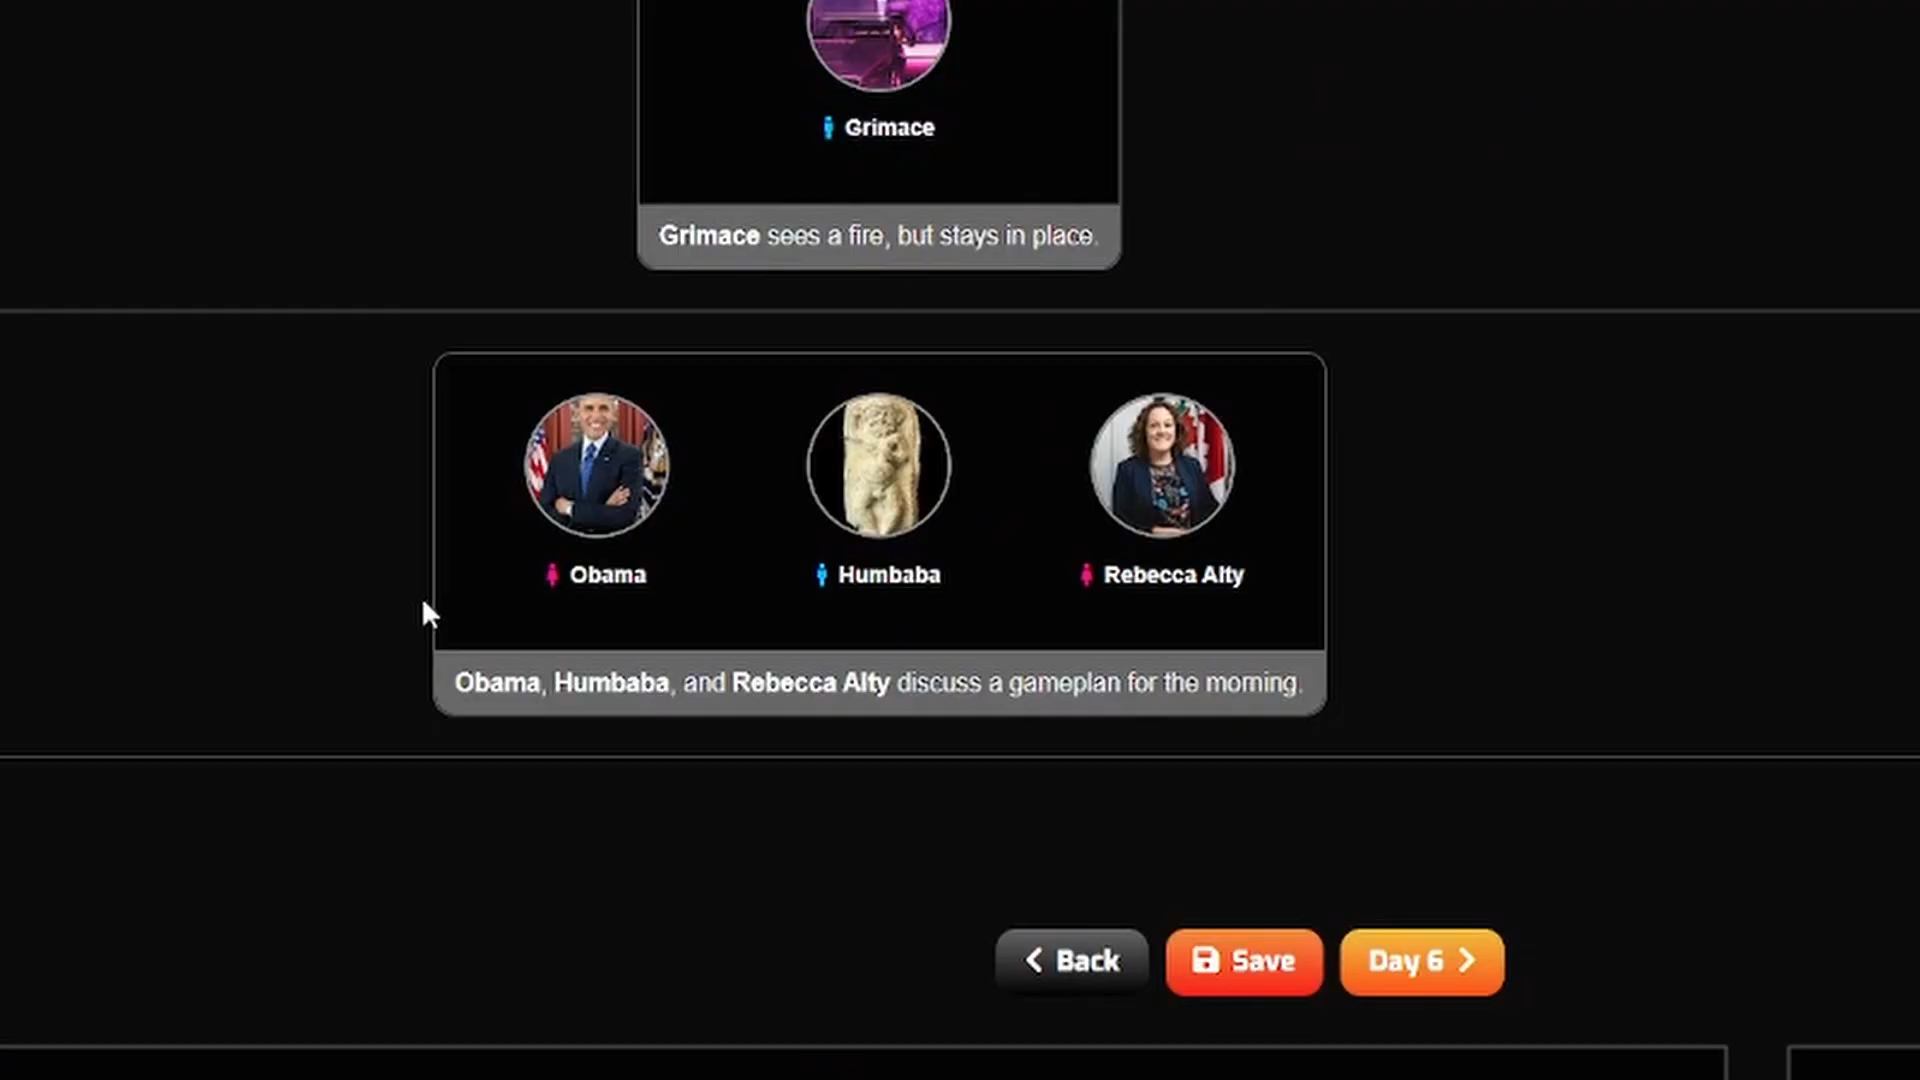 Grimace
Grimace sees a fire, but stays in place.
Obama
Humbaba
Rebecca Alty
Obama, Humbaba, and Rebecca Alty discuss a gameplan for the morning.
Back
Save
Day 6